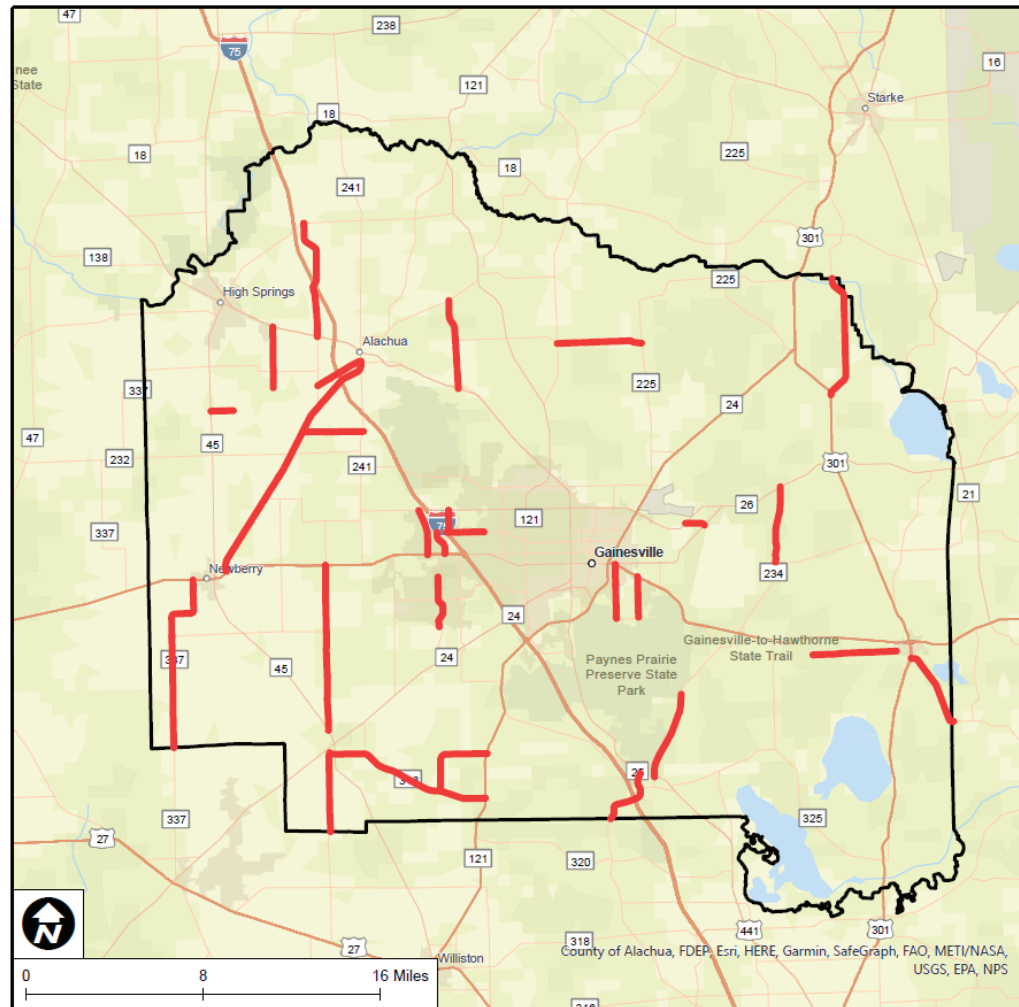 47
238
75
nee
State
16
121
Starke
18
18
225
18
241
301
138
225
High Springs
Alachua
337
225
24
45
47
232
241
301
21
26
121
75
337
Gainesville
Newberry
234
24
Gainesville-to-Hawthorne
State Trail
24
337
45
Paynes Prairie
Preserve State
Park
25
337
325
27
121
320
441
301
318
27
County of Alachua, FDEP, Esri, HERE, Garmin, SafeGraph, FAO, METI/NASA,
USGS, EPA, NPS
Williston
N
0 8 16 Miles